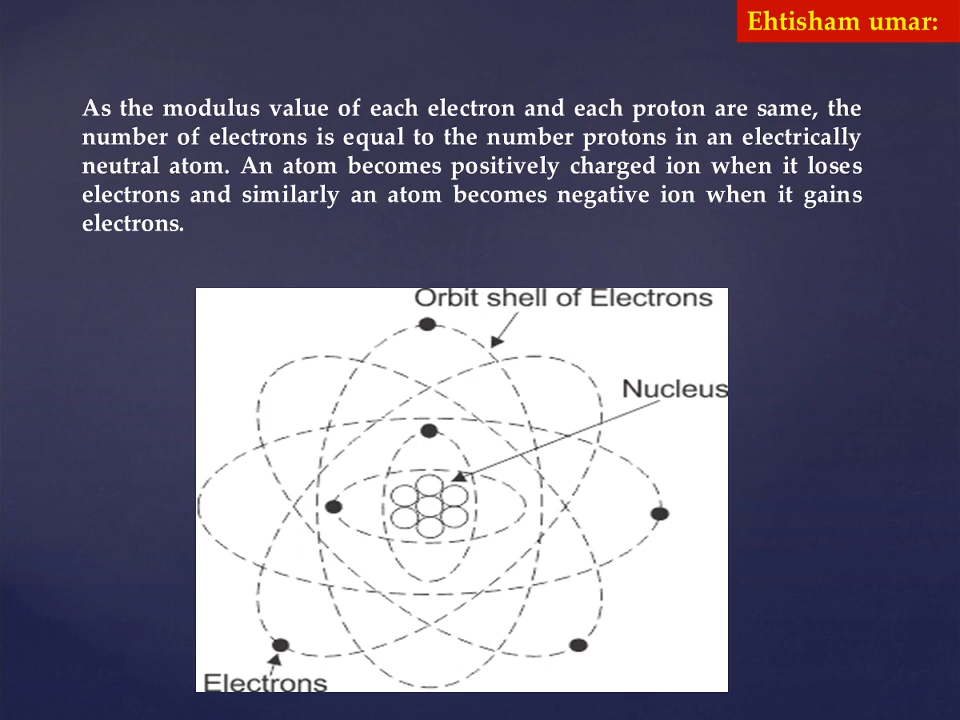 Ehtisham umar:
As the modulus value of each electron and each proton are same, the
number of electrons is equal to the number protons in an electrically
neutral atom. An atom becomes positively charged ion when it loses
electrons and similarly an atom becomes negative ion when it gains
electrons.
Orbit shell of Electrons
Nucleus
Electrons